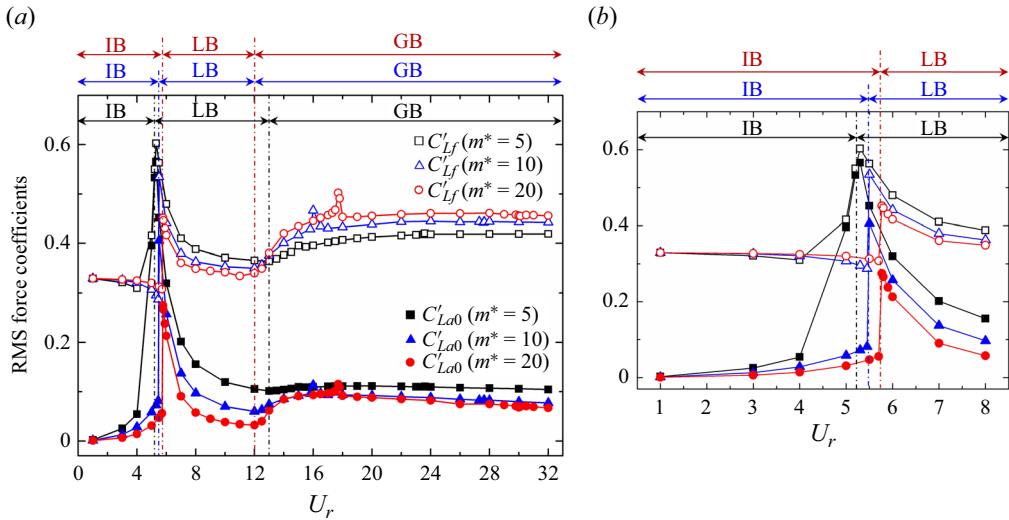 (a)
IB LB GB
IB LB GB
IB LB GB
0.6
0.4
0.2
0
RMS force coefficients
C′Lf (m* = 5)
C′Lf (m* = 10)
C′Lf (m* = 20)
C′La0 (m* = 5)
C′La0 (m* = 10)
C′La0 (m* = 20)
0 4 8 12 16 20 24 28 32
Ur
(b)
IB LB
IB LB
IB LB
0.6
0.4
0.2
0
1 2 3 4 5 6 7 8
Ur